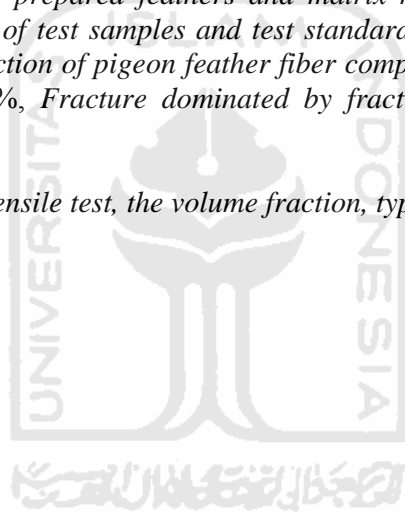 prepared feathers and matrix
of test samples and test standard
ction of pigeon feather fiber comp
%, Fracture dominated by fract
ensile test, the volume fraction, typ
ISLAM
UNIVERSITAS
INDONESIA